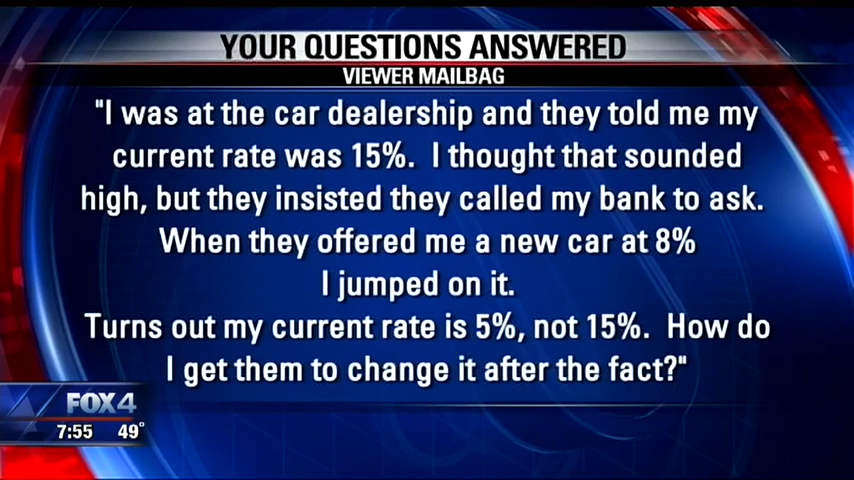 YOUR QUESTIONS ANSWERED
VIEWER MAILBAG
"I was at the car dealership and they told me my
current rate was 15%.  I thought that sounded
high, but they insisted they called my bank to ask.
When they offered me a new car at 8%
I jumped on it.
Turns out my current rate is 5%, not 15%.  How do
I get them to change it after the fact?"
FOX 4
7:55 49°